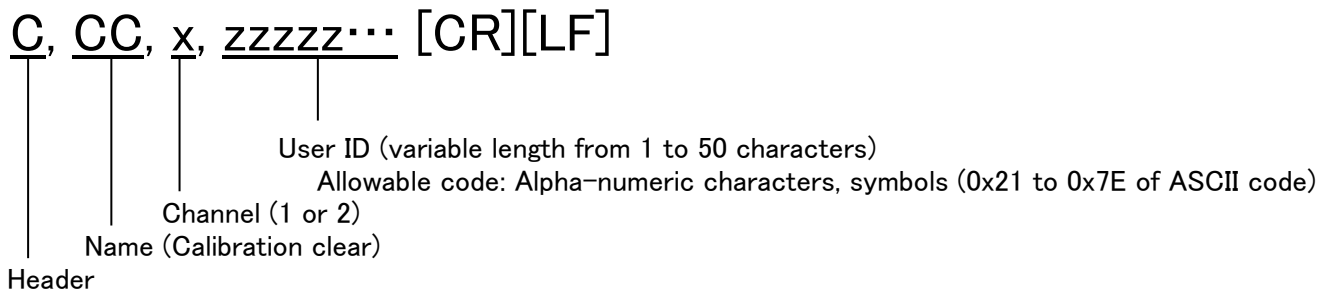 C, CC, x, zzzzz··· [CR][LF]
User ID (variable length from 1 to 50 characters)
Allowable code: Alpha-numeric characters, symbols (0x21 to 0x7E of ASCII code)
Channel (1 or 2)
Name (Calibration clear)
Header